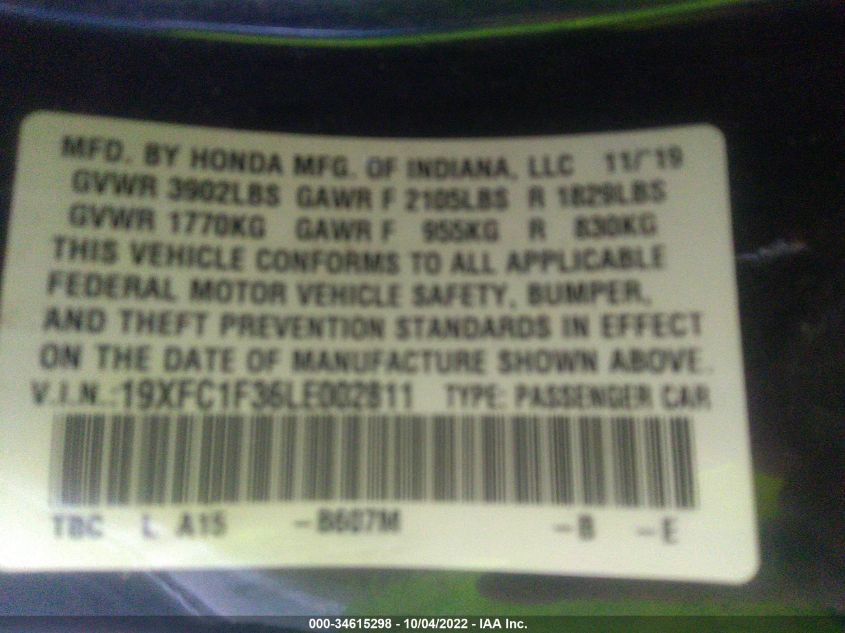 MFD. BY HONDA MFG. OF INDIANA, LLC 11/19
GVWR 3902LBS GAWR F 2105LBS R 1829LBS
GVWR 1770KG GAWR F 955KG R 830KG
THIS VEHICLE CONFORMS TO ALL APPLICABLE
FEDERAL MOTOR VEHICLE SAFETY, BUMPER,
AND THEFT PREVENTION STANDARDS IN EFFECT
ON THE DATE OF MANUFACTURE SHOWN ABOVE.
V.I.N.:19XFC1F36LE002811 TYPE: PASSENGER CAR
TBC L A15 -B607M -B -E
000-34615298 - 10/04/2022 - IAA Inc.